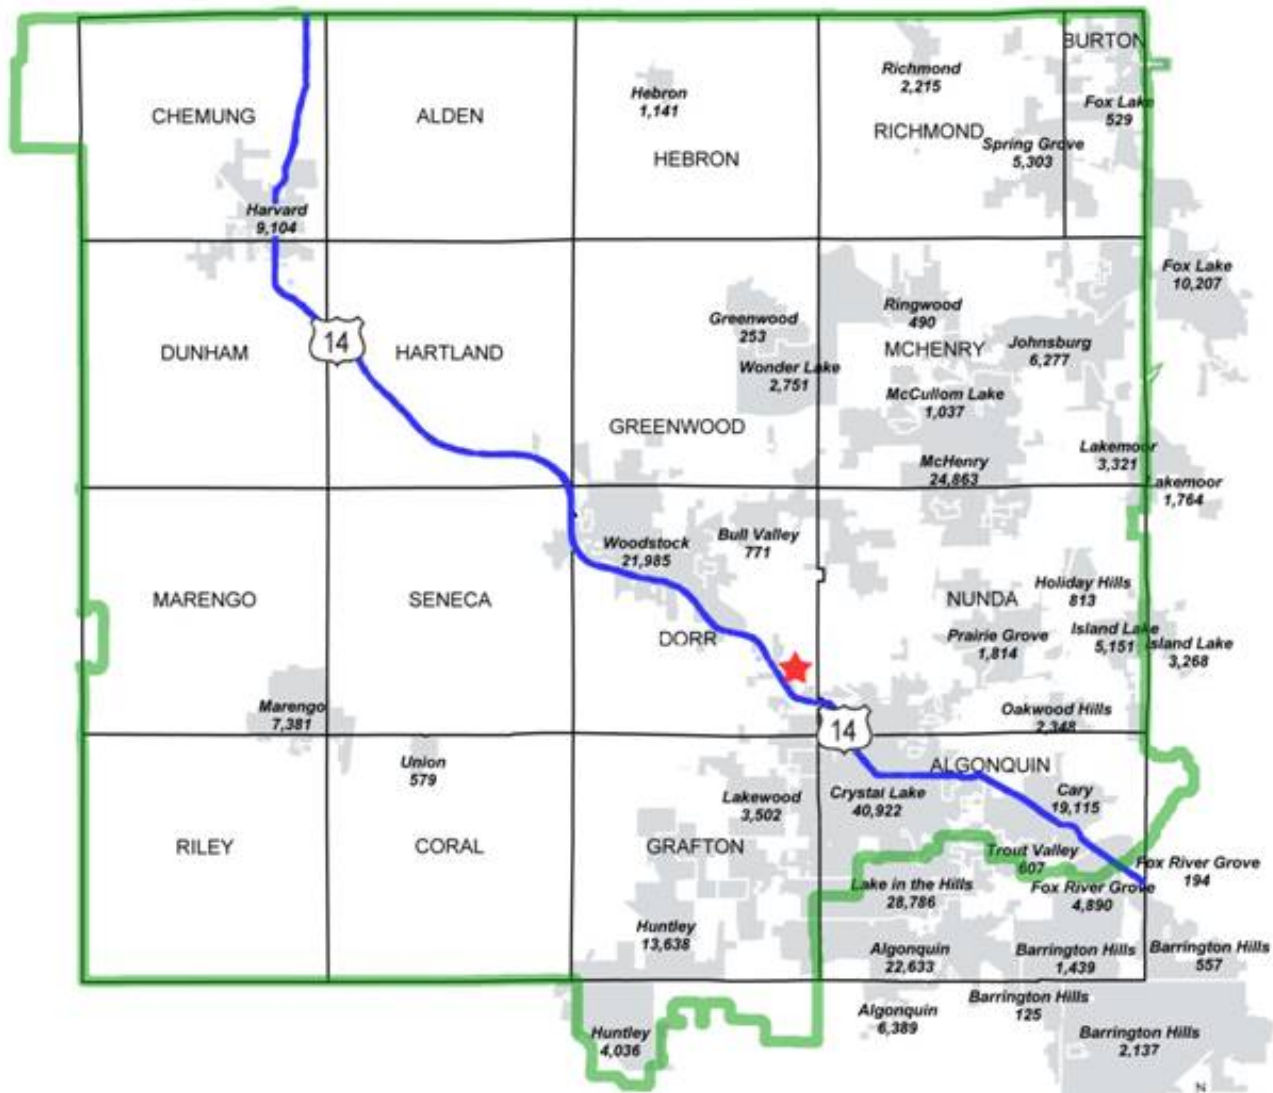 BURTON
Richmond
2,215
Hebron
1,141
Fox Lake
529
CHEMUNG
ALDEN
RICHMOND
Spring Grove
5,303
HEBRON
Harvard
9,104
Fox Lake
10,207
Ringwood
490
Greenwood
253
14
DUNHAM
HARTLAND
MCHENRY
Johnsburg
6,277
Wonder Lake
2,751
McCullom Lake
1,037
GREENWOOD
Lakemoor
3,321
McHenry
24,863
Lakemoor
1,764
Woodstock
21,985
Bull Valley
771
Holiday Hills
813
MARENGO
SENECA
NUNDA
DORR
Prairie Grove
1,814
Island Lake
5,151
Island Lake
3,268
Marengo
7,381
Oakwood Hills
2,348
14
Union
579
ALGONQUIN
Lakewood
3,502
Crystal Lake
40,922
Cary
19,115
RILEY
CORAL
GRAFTON
Trout Valley
607
Fox River Grove
194
Lake in the Hills
28,786
Fox River Grove
4,890
Huntley
13,638
Algonquin
22,633
Barrington Hills
1,439
Barrington Hills
557
Barrington Hills
125
Algonquin
6,389
Huntley
4,036
Barrington Hills
2,137
N